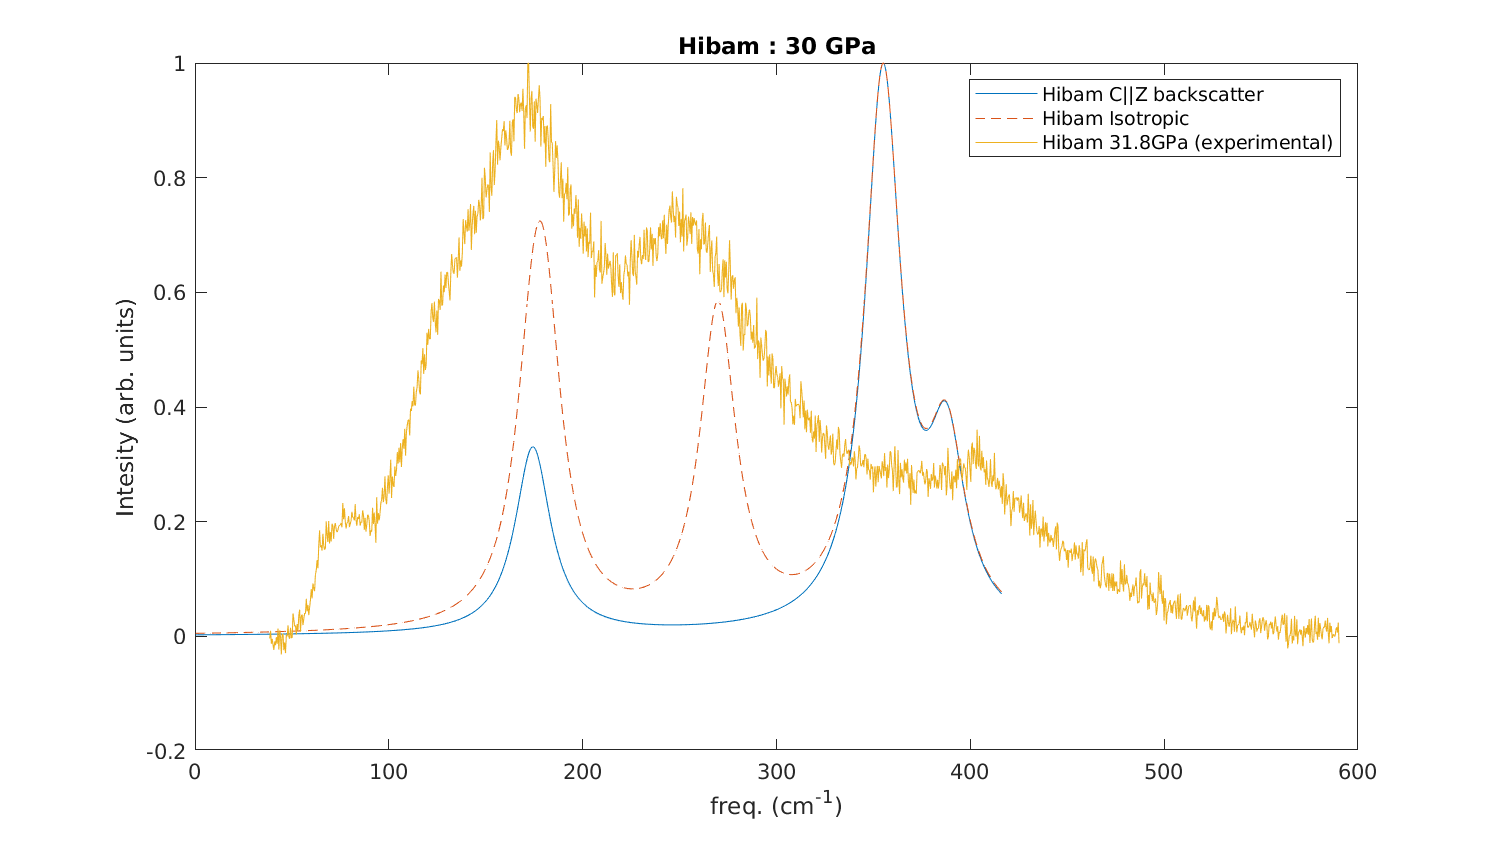 Hibam : 30 GPa
Hibam C||Z backscatter
Hibam Isotropic
Hibam 31.8GPa (experimental)
Intesity (arb. units)
1
0.8
0.6
0.4
0.2
0
-0.2
0 100 200 300 400 500 600
freq. (cm⁻¹)